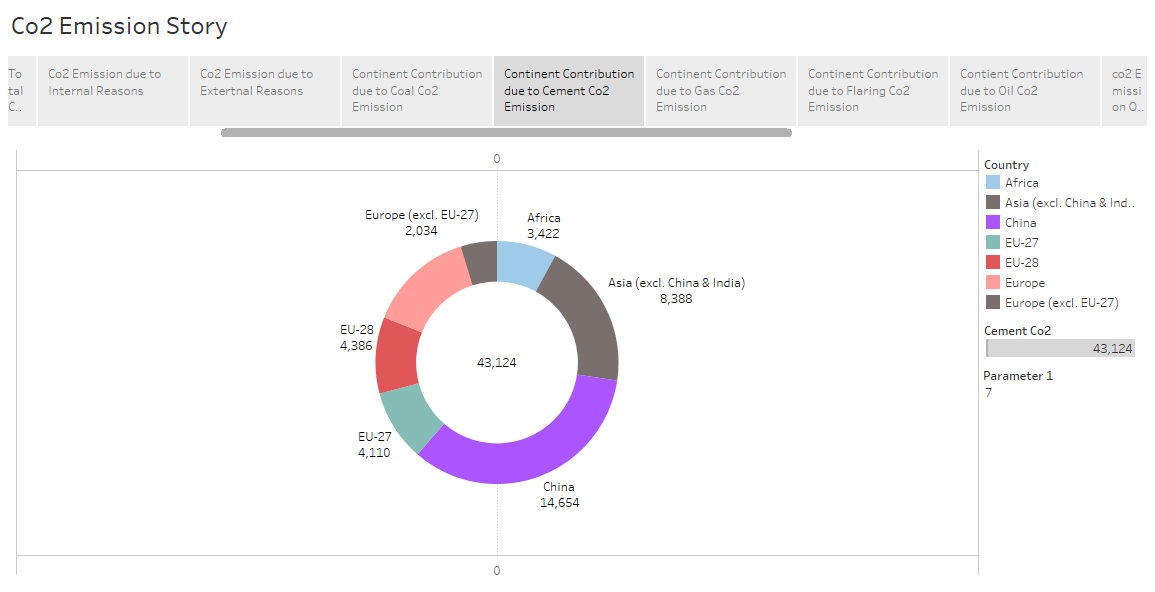 Co2 Emission Story
To
tal
C..
Co2 Emission due to
Internal Reasons
Co2 Emission due to
Extertnal Reasons
Continent Contribution
due to Coal Co2
Emission
Continent Contribution
due to Cement Co2
Emission
Continent Contribution
due to Gas Co2
Emission
Continent Contribution
due to Flaring Co2
Emission
Contient Contribution
due to Oil Co2
Emission
co2 E
missi
on O..
0
Europe (excl. EU-27)
2,034
Africa
3,422
Asia (excl. China & India)
8,388
EU-28
4,386
43,124
EU-27
4,110
China
14,654
0
Country
Africa
Asia (excl. China & Ind..
China
EU-27
EU-28
Europe
Europe (excl. EU-27)
Cement Co2
43,124
Parameter 1
7